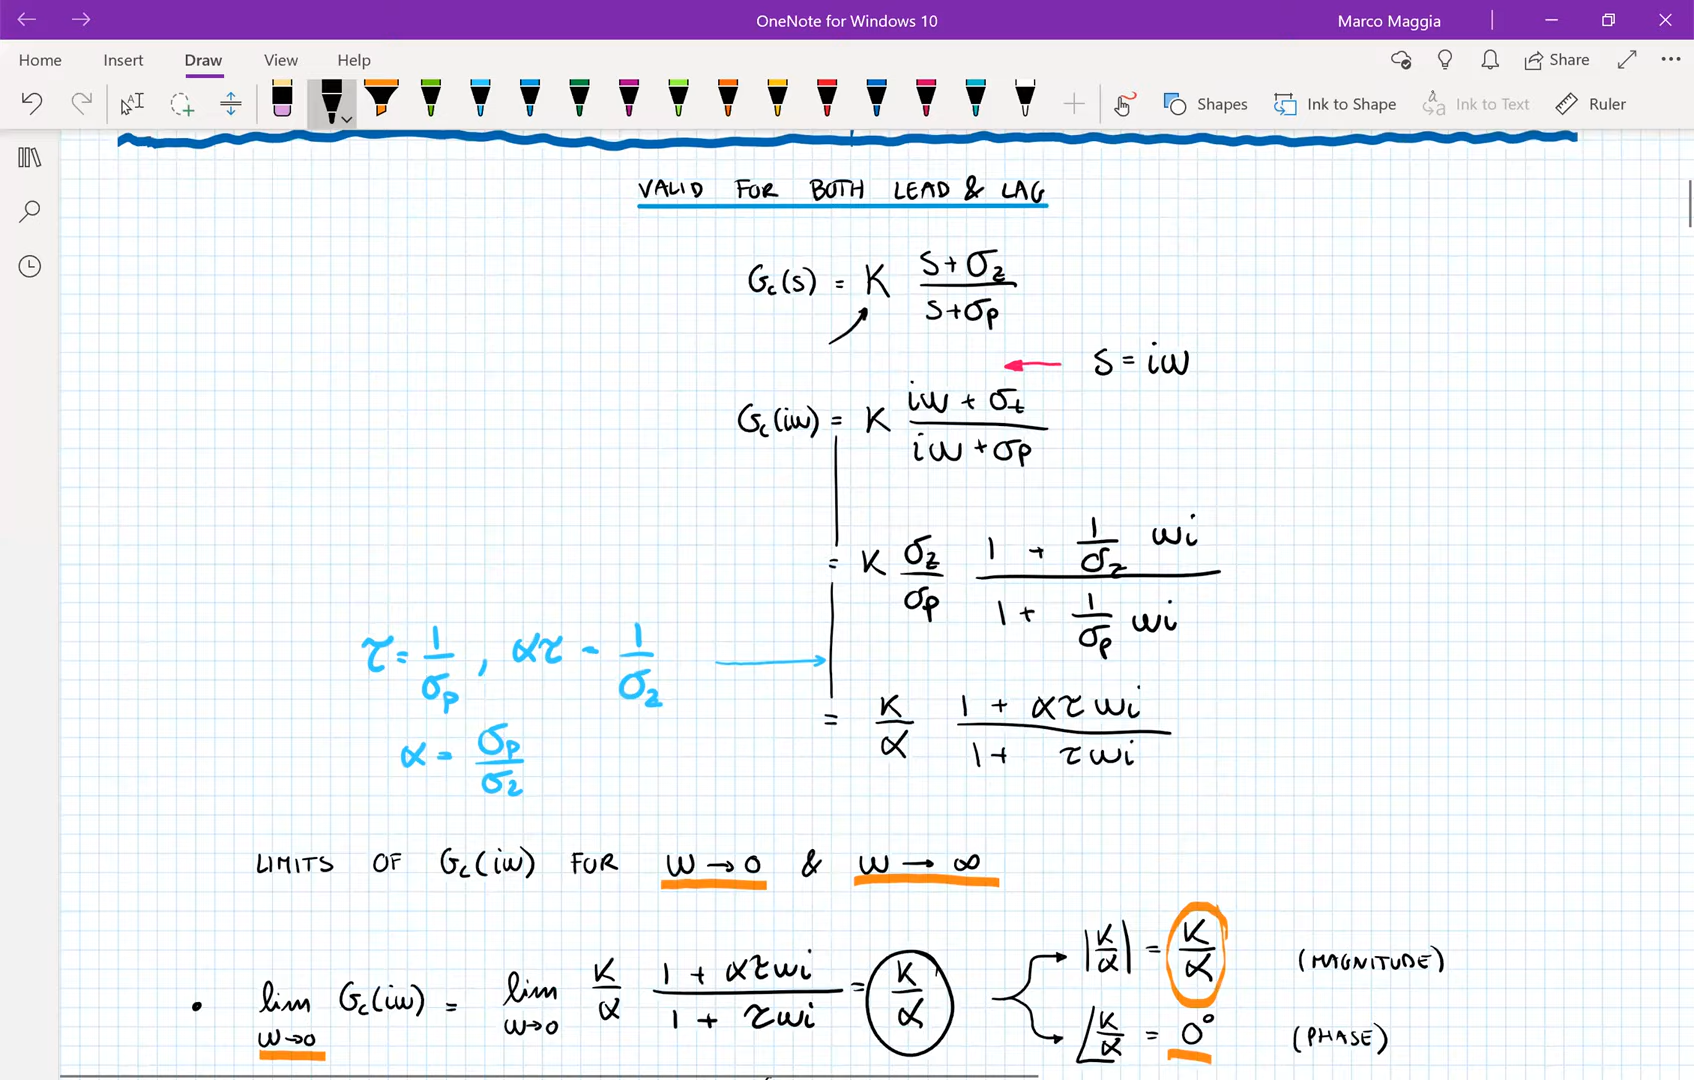 OneNote for Windows 10
Marco Maggia
Home Insert Draw View Help
Share
Shapes Ink to Shape Ink to Text Ruler
VALID FOR BOTH LEAD & LAG
Gc(s) = K (s+σz)/(s+σp)
s = iω
Gc(iω) = K (iω + σz)/(iω + σp)
= K σz/σp (1 + 1/σz ωi)/(1 + 1/σp ωi)
τ = 1/σp , ατ = 1/σz
= K/α (1 + ατωi)/(1 + τωi)
α = σp/σz
LIMITS OF Gc(iω) FOR ω → 0 & ω → ∞
• lim ω→0 Gc(iω) = lim ω→0 K/α (1 + ατωi)/(1 + τωi) = K/α
|K/α| = K/α (MAGNITUDE)
∠K/α = 0° (PHASE)